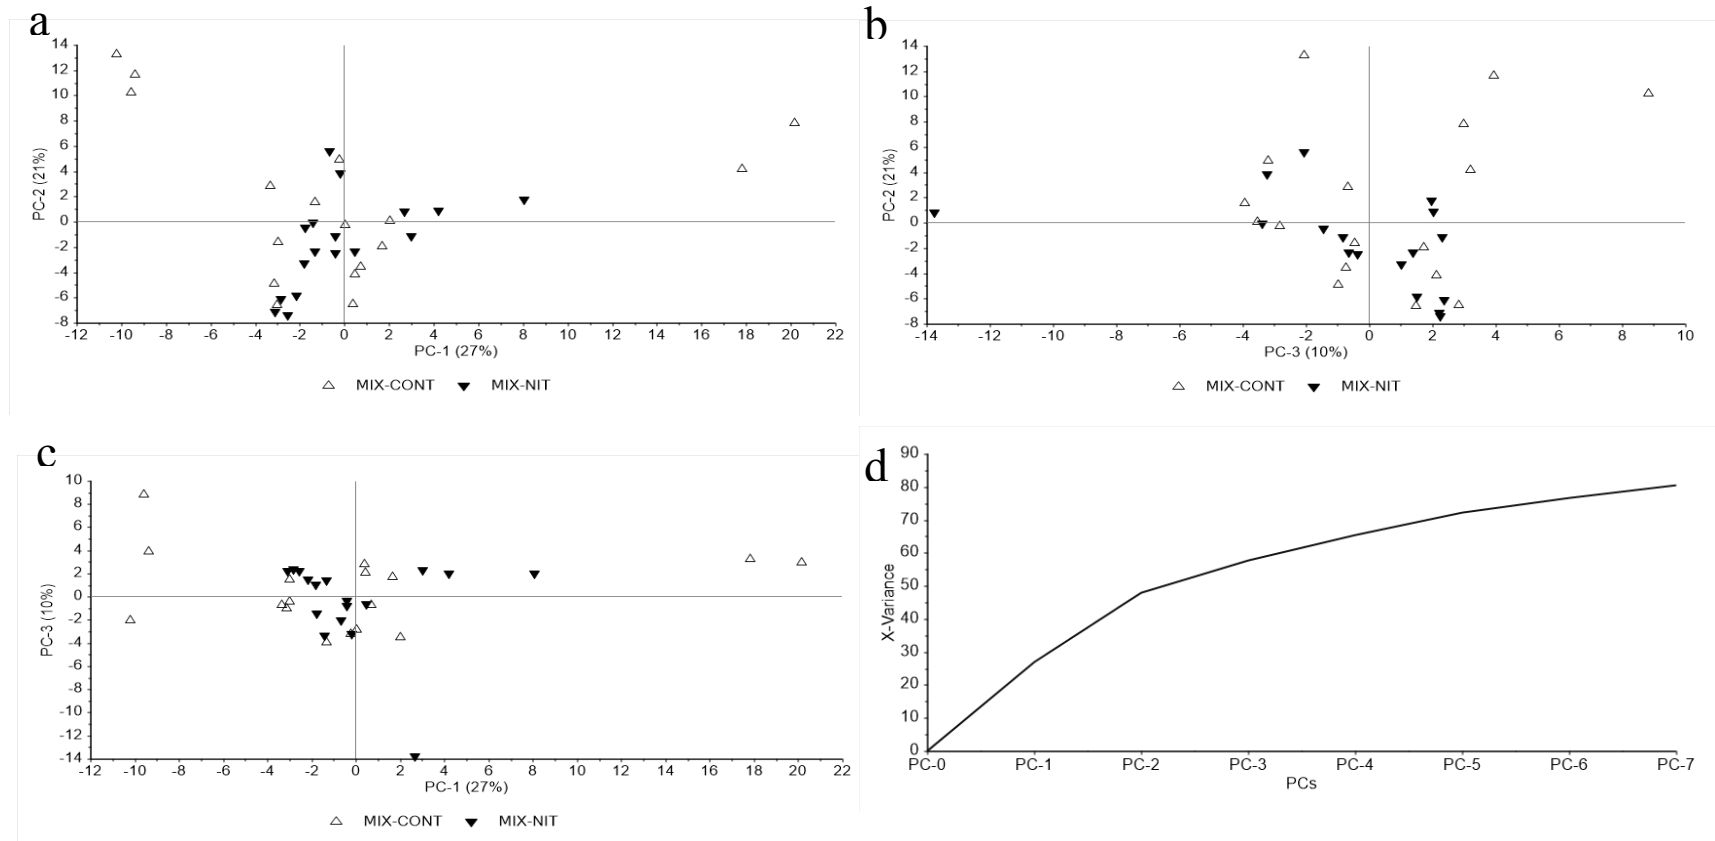 a
14
12
10
8
6
4
2
0
-2
-4
-6
-8
PC-2 (21%)
-12 -10 -8 -6 -4 -2 0 2 4 6 8 10 12 14 16 18 20 22
PC-1 (27%)
MIX-CONT MIX-NIT
b
14
12
10
8
6
4
2
0
-2
-4
-6
-8
PC-2 (21%)
-14 -12 -10 -8 -6 -4 -2 0 2 4 6 8 10
PC-3 (10%)
MIX-CONT MIX-NIT
c
10
8
6
4
2
0
-2
-4
-6
-8
-10
-12
-14
PC-3 (10%)
-12 -10 -8 -6 -4 -2 0 2 4 6 8 10 12 14 16 18 20 22
PC-1 (27%)
MIX-CONT MIX-NIT
d
90
80
70
60
50
40
30
20
10
0
X-Variance
PC-0 PC-1 PC-2 PC-3 PC-4 PC-5 PC-6 PC-7
PCs